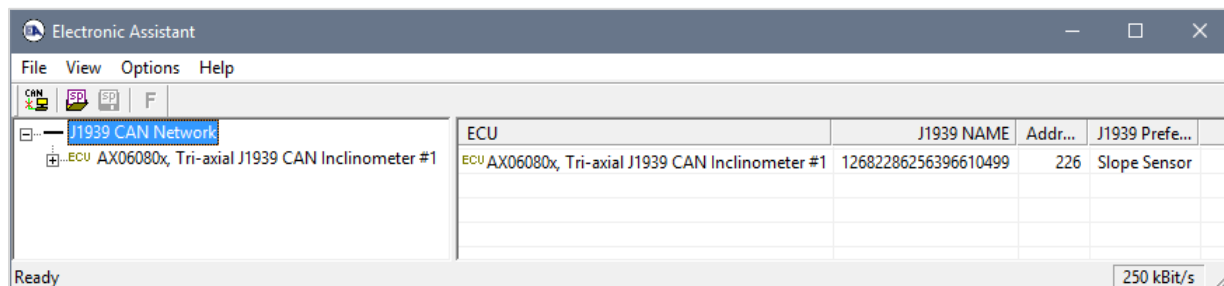 Electronic Assistant
File View Options Help
CAN SP SP F
J1939 CAN Network
ECU AX06080x, Tri-axial J1939 CAN Inclinometer #1
ECU J1939 NAME Addr... J1939 Prefe...
ECU AX06080x, Tri-axial J1939 CAN Inclinometer #1 12682286256396610499 226 Slope Sensor
Ready 250 kBit/s